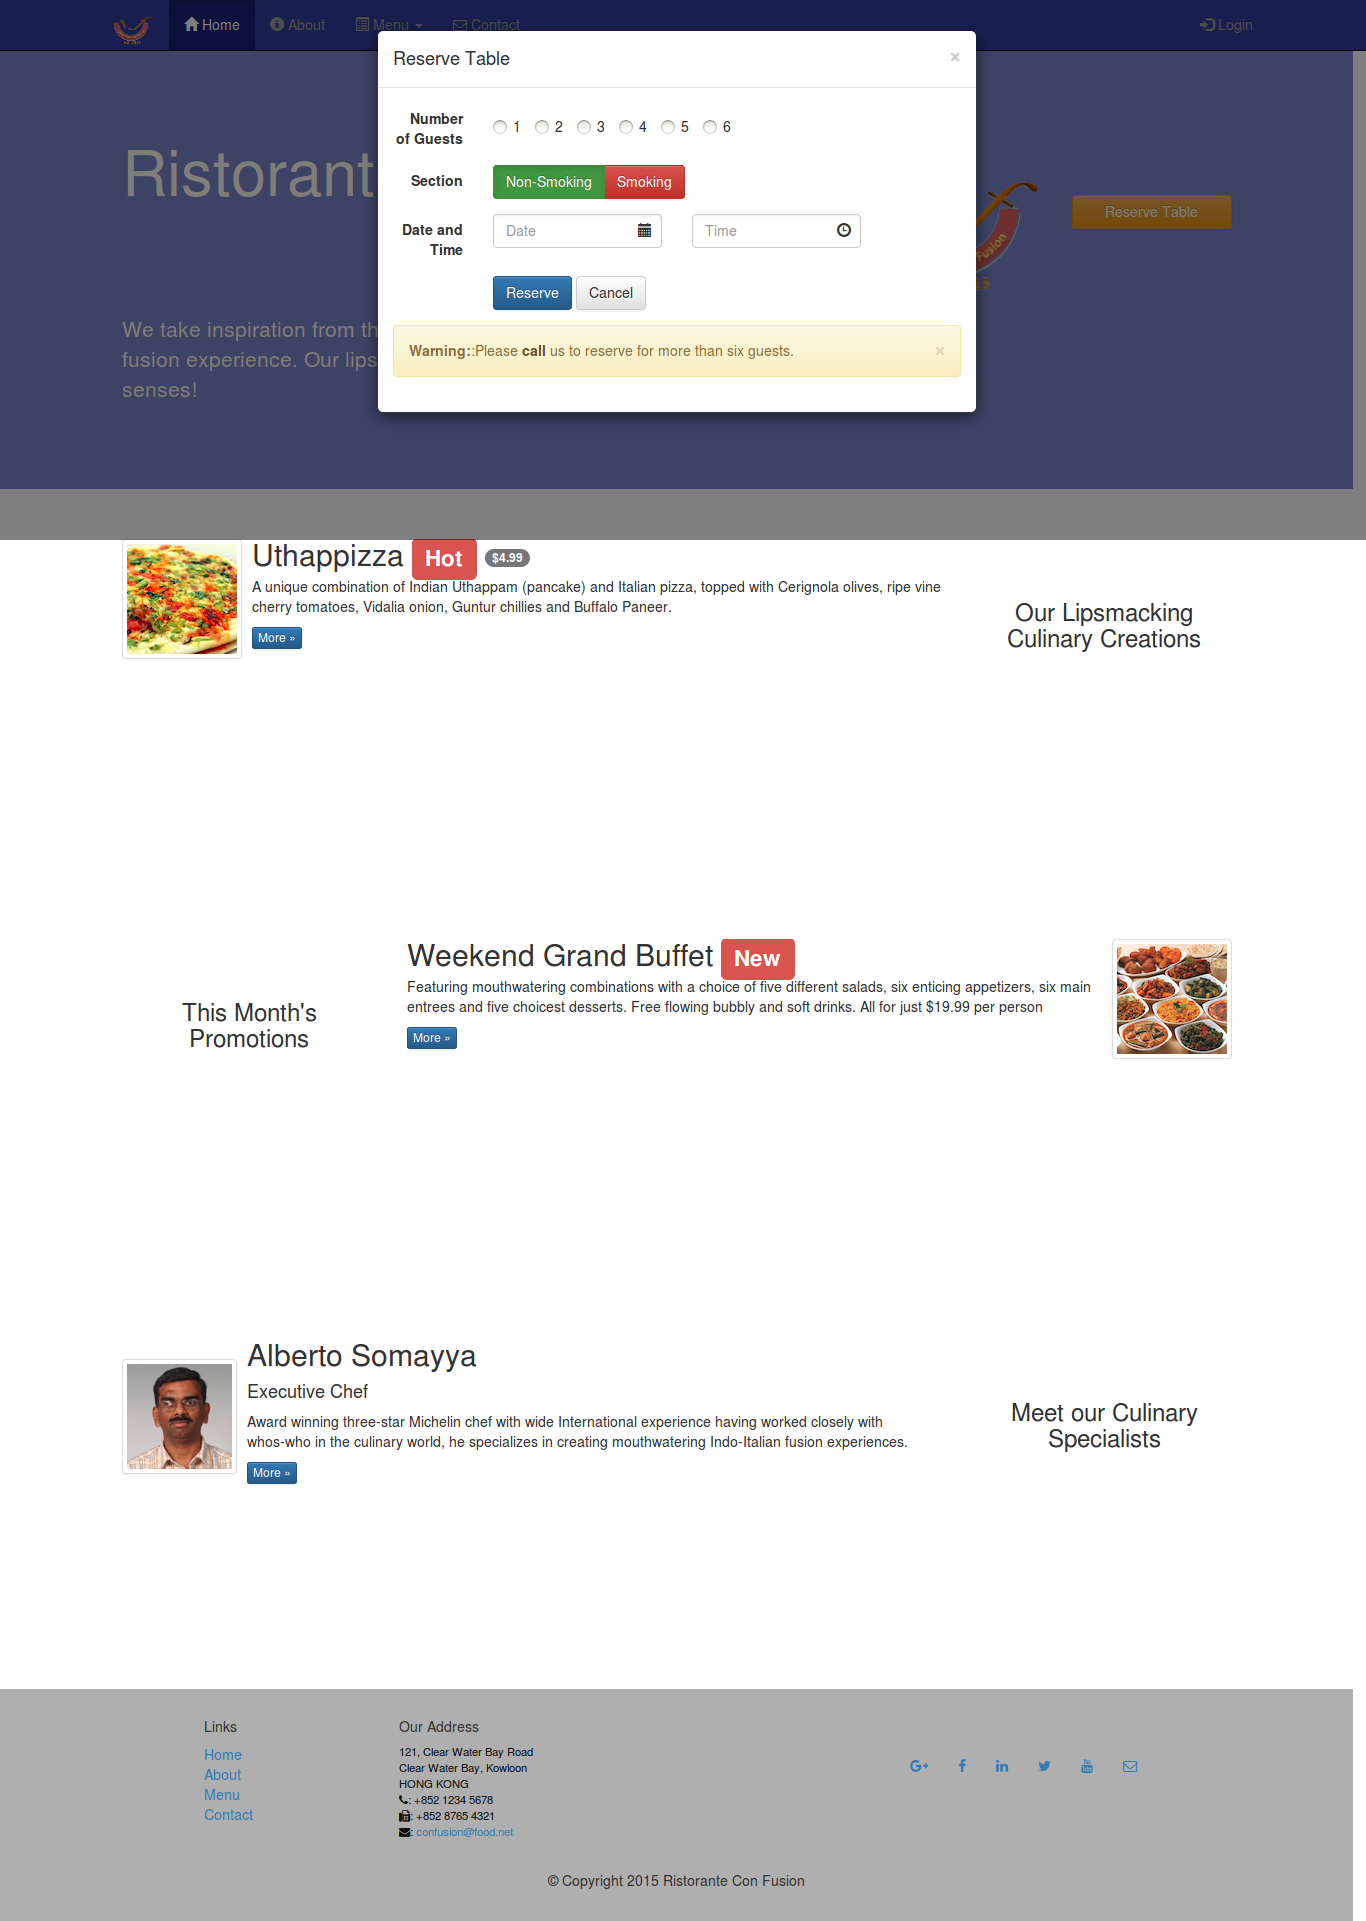 Home About Menu Contact Login
Reserve Table ×
Number of Guests 1 2 3 4 5 6
Section Non-Smoking Smoking
Date and Time Date Time
Reserve Cancel
Warning::Please call us to reserve for more than six guests. ×
Ristorant
Reserve Table
Fusion
We take inspiration from th
fusion experience. Our lips
senses!
Uthappizza Hot $4.99
A unique combination of Indian Uthappam (pancake) and Italian pizza, topped with Cerignola olives, ripe vine
cherry tomatoes, Vidalia onion, Guntur chillies and Buffalo Paneer.
More »
Our Lipsmacking
Culinary Creations
This Month's
Promotions
Weekend Grand Buffet New
Featuring mouthwatering combinations with a choice of five different salads, six enticing appetizers, six main
entrees and five choicest desserts. Free flowing bubbly and soft drinks. All for just $19.99 per person
More »
Alberto Somayya
Executive Chef
Award winning three-star Michelin chef with wide International experience having worked closely with
whos-who in the culinary world, he specializes in creating mouthwatering Indo-Italian fusion experiences.
More »
Meet our Culinary
Specialists
Links
Home
About
Menu
Contact
Our Address
121, Clear Water Bay Road
Clear Water Bay, Kowloon
HONG KONG
: +852 1234 5678
: +852 8765 4321
: confusion@food.net
© Copyright 2015 Ristorante Con Fusion